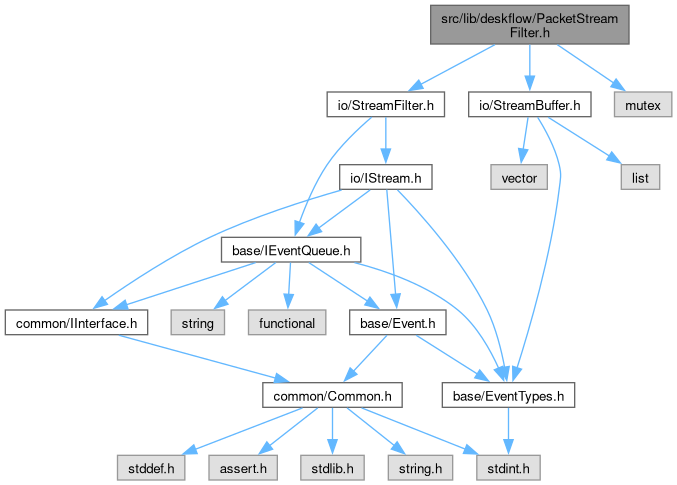 src/lib/deskflow/PacketStream
Filter.h
io/StreamFilter.h
io/StreamBuffer.h
mutex
io/IStream.h
vector
list
base/IEventQueue.h
common/IInterface.h
string
functional
base/Event.h
common/Common.h
base/EventTypes.h
stddef.h
assert.h
stdlib.h
string.h
stdint.h